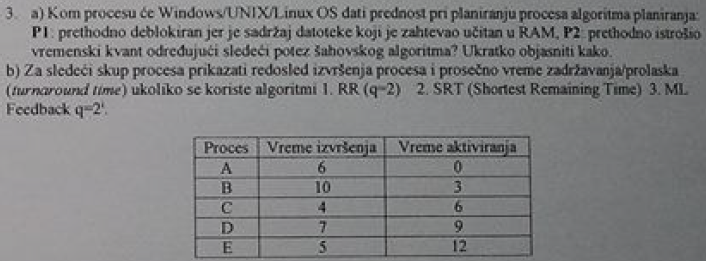 3. a) Kom procesu će Windows/UNIX/Linux OS dati prednost pri planiranju procesa algoritma planiranja:
P1: prethodno deblokiran jer je sadržaj datoteke koji je zahtevao učitan u RAM, P2: prethodno istrošio
vremenski kvant određujući sledeći potez šahovskog algoritma? Ukratko objasniti kako.
b) Za sledeći skup procesa prikazati redosled izvršenja procesa i prosečno vreme zadržavanja/prolaska
(turnaround time) ukoliko se koriste algoritmi 1. RR (q=2) 2. SRT (Shortest Remaining Time) 3. ML
Feedback q=2ⁱ.
Proces Vreme izvršenja Vreme aktiviranja
A 6 0
B 10 3
C 4 6
D 7 9
E 5 12